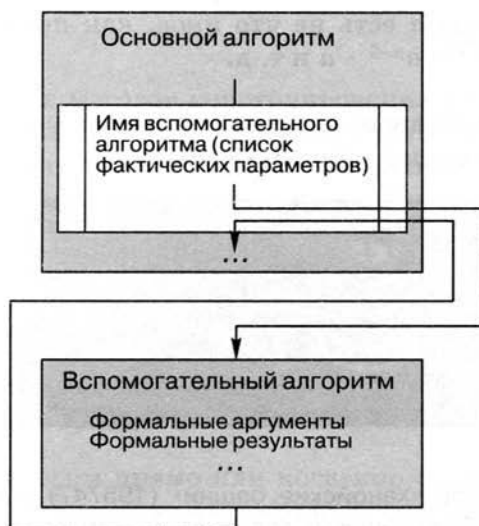 Основной алгоритм
Имя вспомогательного
алгоритма (список
фактических параметров)
...
Вспомогательный алгоритм
Формальные аргументы
Формальные результаты
...